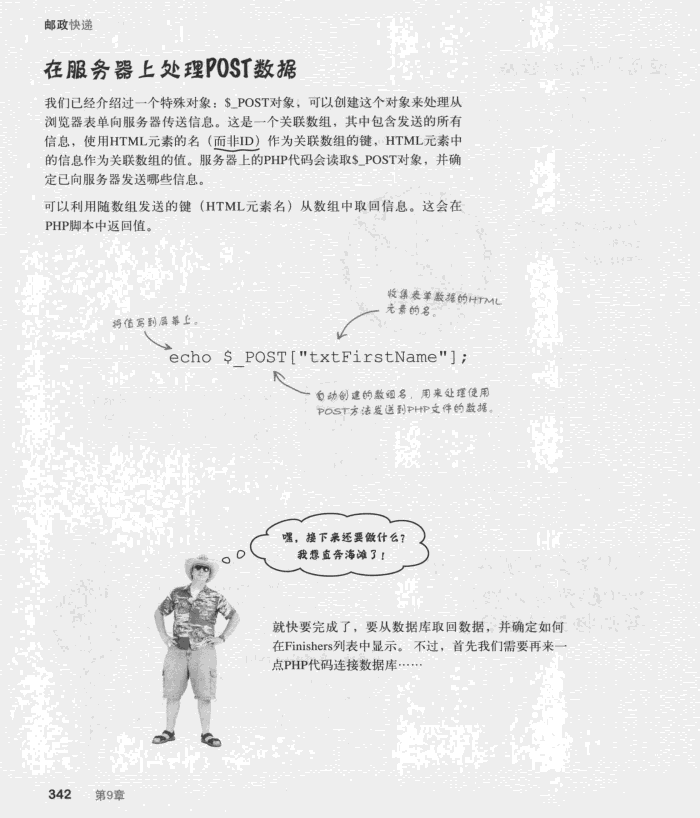 邮政快递
在服务器上处理POST数据
我们已经介绍过一个特殊对象：$_POST对象，可以创建这个对象来处理从
浏览器表单向服务器传送信息。这是一个关联数组，其中包含发送的所有
信息，使用HTML元素的名（而非ID）作为关联数组的键，HTML元素中
的信息作为关联数组的值。服务器上的PHP代码会读取$_POST对象，并确
定已向服务器发送哪些信息。
可以利用随数组发送的键（HTML元素名）从数组中取回信息。这会在
PHP脚本中返回值。
收集表单数据的HTML
元素的名。
将值写到屏幕上。
echo $_POST["txtFirstName"];
自动创建的数组名，用来处理使用
POST方法发送到PHP文件的数据。
嘿，接下来还要做什么？
我想直奔海滩了！
就快要完成了，要从数据库取回数据，并确定如何
在Finishers列表中显示。不过，首先我们需要再来一
点PHP代码连接数据库……
342 第9章